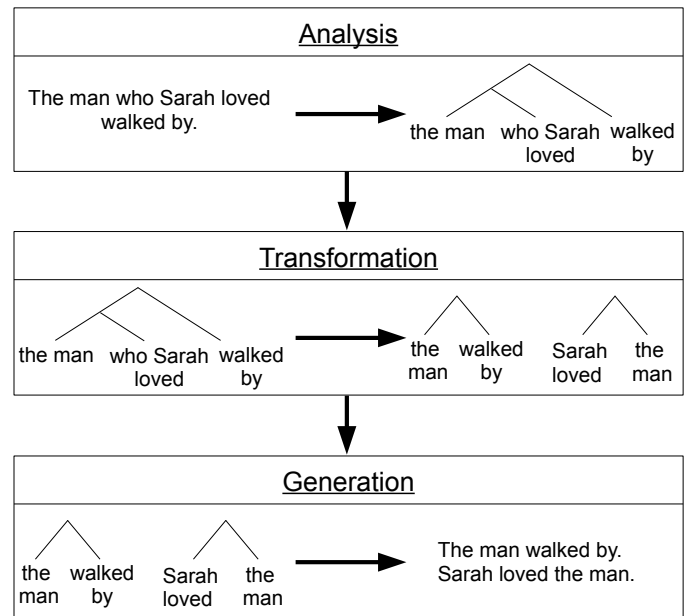 Analysis
The man who Sarah loved
walked by.
the man who Sarah walked
loved by
Transformation
the man who Sarah walked
loved by
the walked Sarah the
man by loved man
Generation
the walked Sarah the
man by loved man
The man walked by.
Sarah loved the man.